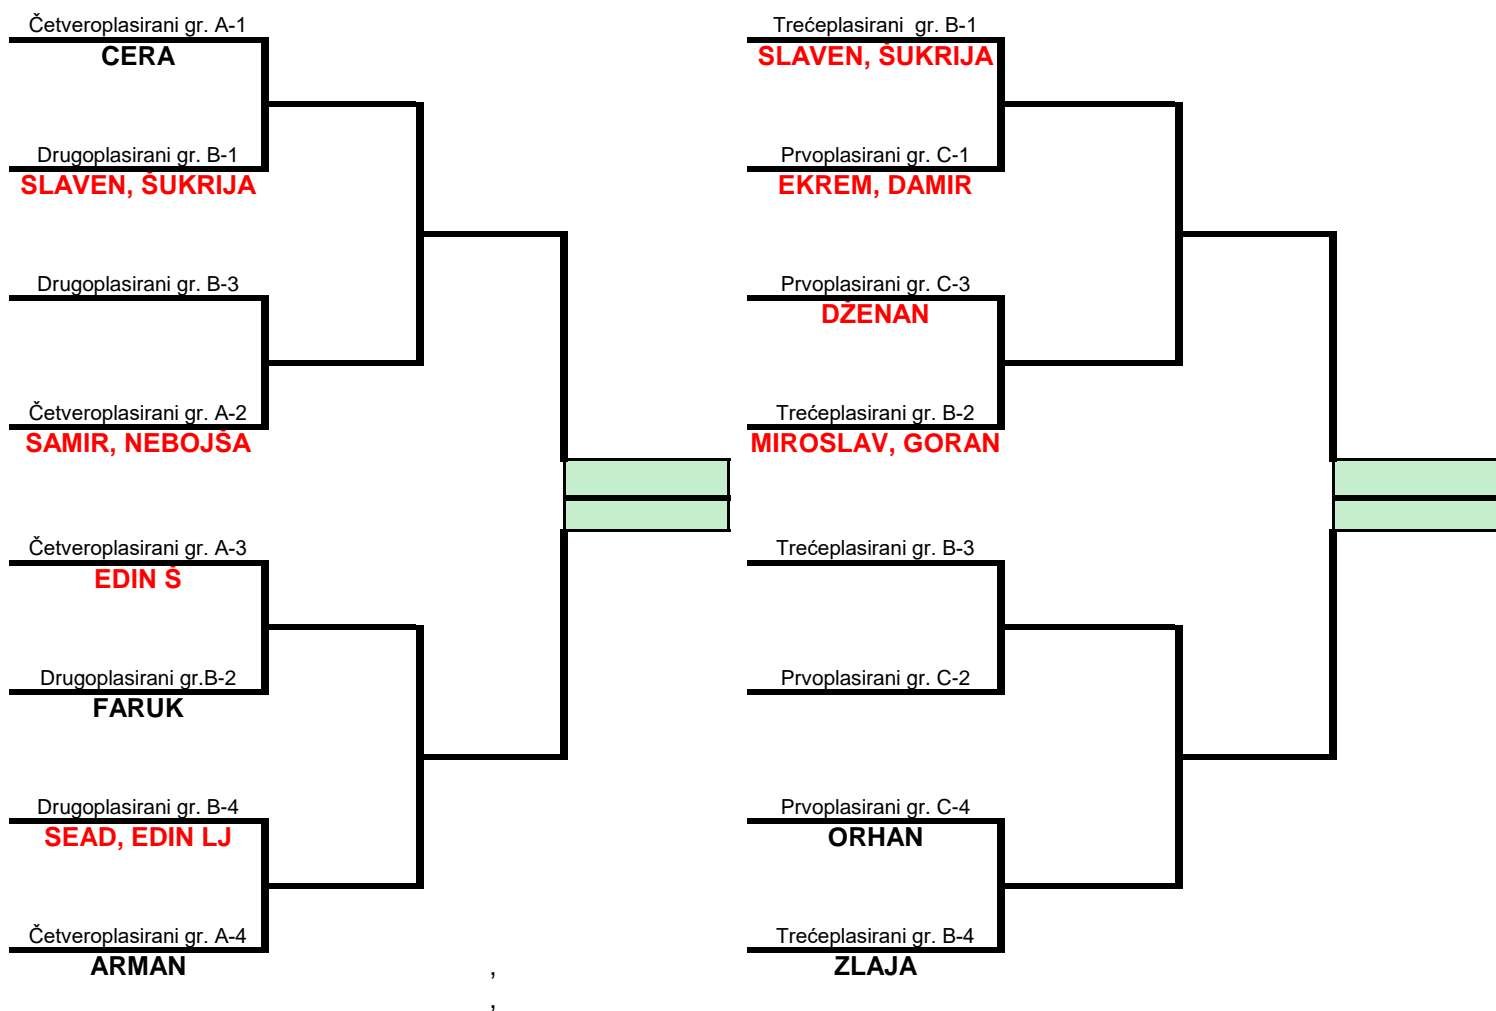 Četveroplasirani gr. A-1
CERA
Drugoplasirani gr. B-1
SLAVEN, ŠUKRIJA
Drugoplasirani gr. B-3
Četveroplasirani gr. A-2
SAMIR, NEBOJŠA
Četveroplasirani gr. A-3
EDIN Š
Drugoplasirani gr.B-2
FARUK
Drugoplasirani gr. B-4
SEAD, EDIN LJ
Četveroplasirani gr. A-4
ARMAN
,
,
Trećeplasirani  gr. B-1
SLAVEN, ŠUKRIJA
Prvoplasirani gr. C-1
EKREM, DAMIR
Prvoplasirani gr. C-3
DŽENAN
Trećeplasirani gr. B-2
MIROSLAV, GORAN
Trećeplasirani gr. B-3
Prvoplasirani gr. C-2
Prvoplasirani gr. C-4
ORHAN
Trećeplasirani gr. B-4
ZLAJA